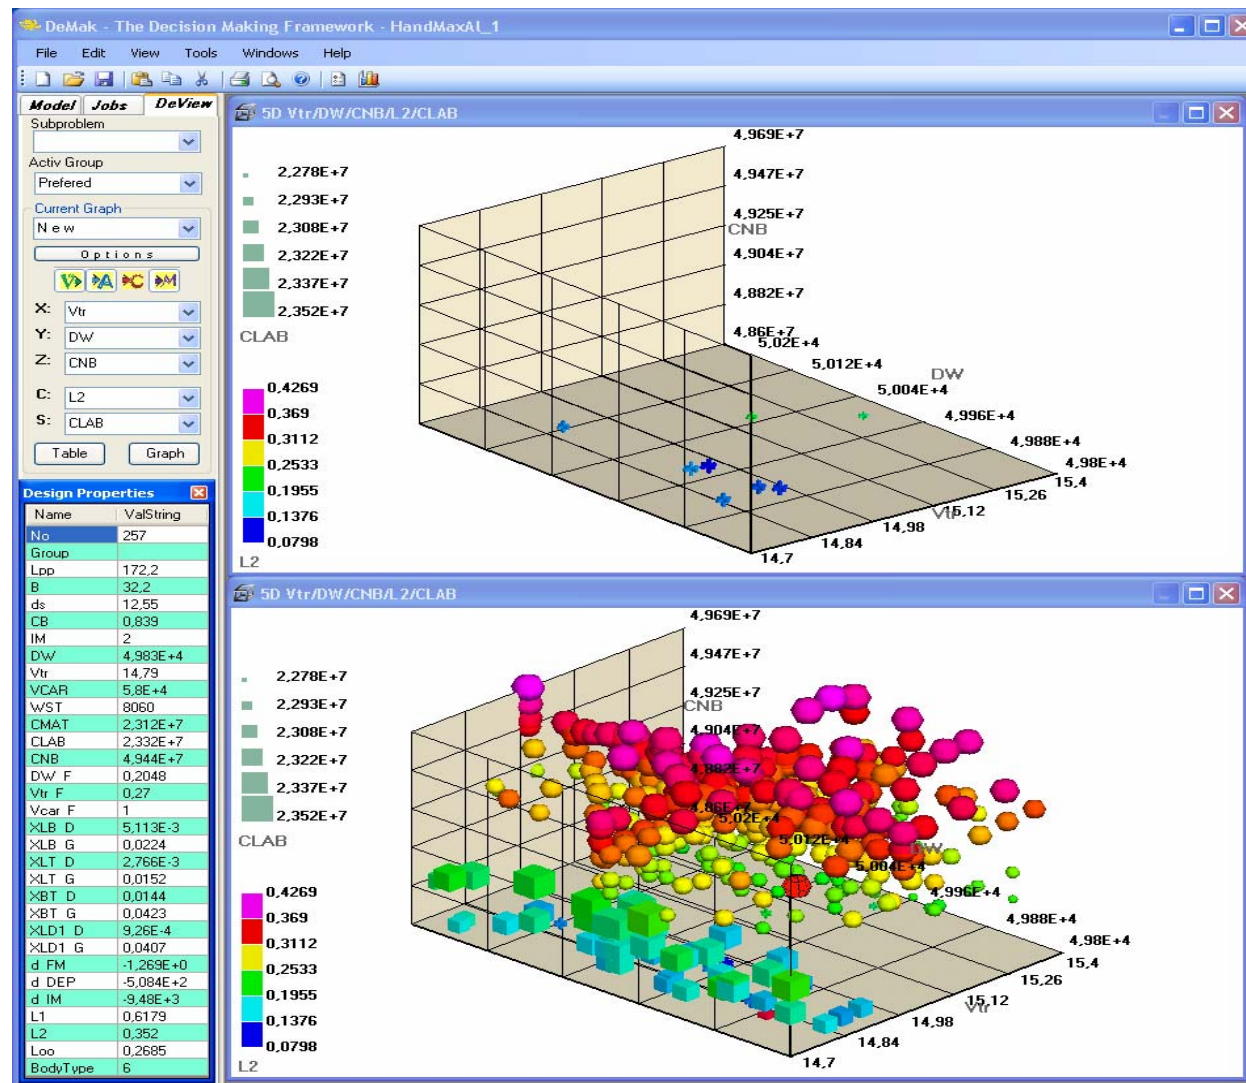 DeMak - The Decision Making Framework - HandMaxAL_1
File Edit View Tools Windows Help
Model Jobs DeView
Subproblem
Activ Group
Prefered
Current Graph
New
Options
V A C M
X: Vtr
Y: DW
Z: CNB
C: L2
S: CLAB
Table Graph
Design Properties
Name ValString
No 257
Group
Lpp 172,2
B 32,2
ds 12,55
CB 0,839
IM 2
DW 4,983E+4
Vtr 14,79
VCAR 5,8E+4
WST 8060
CMAT 2,312E+7
CLAB 2,332E+7
CNB 4,944E+7
DW F 0,2048
Vtr F 0,27
Vcar F 1
XLB D 5,113E-3
XLB G 0,0224
XLT D 2,766E-3
XLT G 0,0152
XBT D 0,0144
XBT G 0,0423
XLD1 D 9,26E-4
XLD1 G 0,0407
d FM -1,269E+0
d DEP -5,084E+2
d IM -9,48E+3
L1 0,6179
L2 0,352
Loo 0,2685
BodyType 6
5D Vtr/DW/CNB/L2/CLAB
2,278E+7
2,293E+7
2,308E+7
2,322E+7
2,337E+7
2,352E+7
CLAB
0,4269
0,369
0,3112
0,2533
0,1955
0,1376
0,0798
L2
4,969E+7
4,947E+7
4,925E+7
CNB
4,904E+7
4,882E+7
4,86E+7
5,02E+4
5,012E+4
DW
5,004E+4
4,996E+4
4,988E+4
4,98E+4
15,4
15,26
15,12
Vtr
14,98
14,84
14,7
5D Vtr/DW/CNB/L2/CLAB
2,278E+7
2,293E+7
2,308E+7
2,322E+7
2,337E+7
2,352E+7
CLAB
0,4269
0,369
0,3112
0,2533
0,1955
0,1376
0,0798
L2
4,969E+7
4,947E+7
4,925E+7
CNB
4,904E+7
4,882E+7
4,86E+7
5,02E+4
5,012E+4
DW
5,004E+4
4,996E+4
4,988E+4
4,98E+4
15,4
15,26
15,12
Vtr
14,98
14,84
14,7